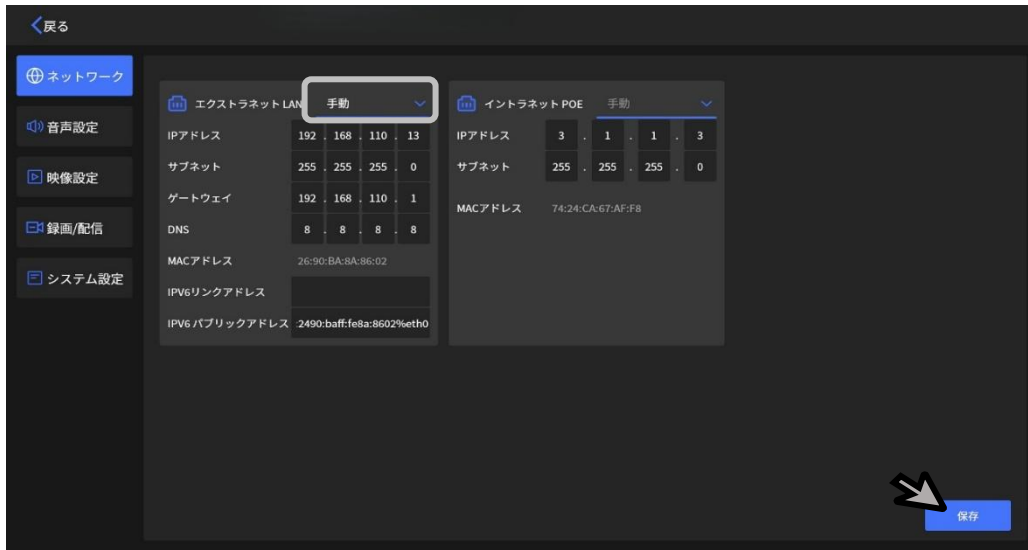 戻る
ネットワーク
音声設定
映像設定
録画/配信
システム設定
エクストラネット LAN 手動
IPアドレス 192 . 168 . 110 . 13
サブネット 255 . 255 . 255 . 0
ゲートウェイ 192 . 168 . 110 . 1
DNS 8 . 8 . 8 . 8
MACアドレス 26:90:BA:8A:86:02
IPV6リンクアドレス
IPV6 パブリックアドレス :2490:baff:fe8a:8602%eth0
イントラネット POE 手動
IPアドレス 3 . 1 . 1 . 3
サブネット 255 . 255 . 255 . 0
MACアドレス 74:24:CA:67:AF:F8
保存